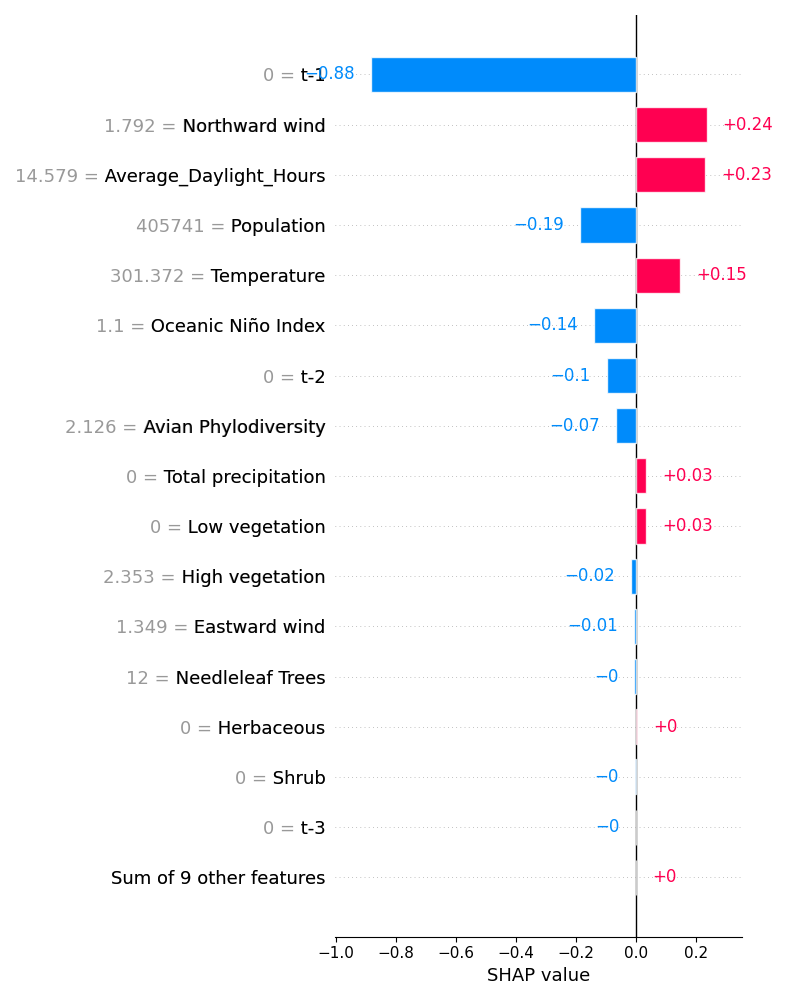 0 = t-1 −0.88
1.792 = Northward wind +0.24
14.579 = Average_Daylight_Hours +0.23
405741 = Population −0.19
301.372 = Temperature +0.15
1.1 = Oceanic Niño Index −0.14
0 = t-2 −0.1
2.126 = Avian Phylodiversity −0.07
0 = Total precipitation +0.03
0 = Low vegetation +0.03
2.353 = High vegetation −0.02
1.349 = Eastward wind −0.01
12 = Needleleaf Trees −0
0 = Herbaceous +0
0 = Shrub −0
0 = t-3 −0
Sum of 9 other features +0
−1.0 −0.8 −0.6 −0.4 −0.2 0.0 0.2
SHAP value